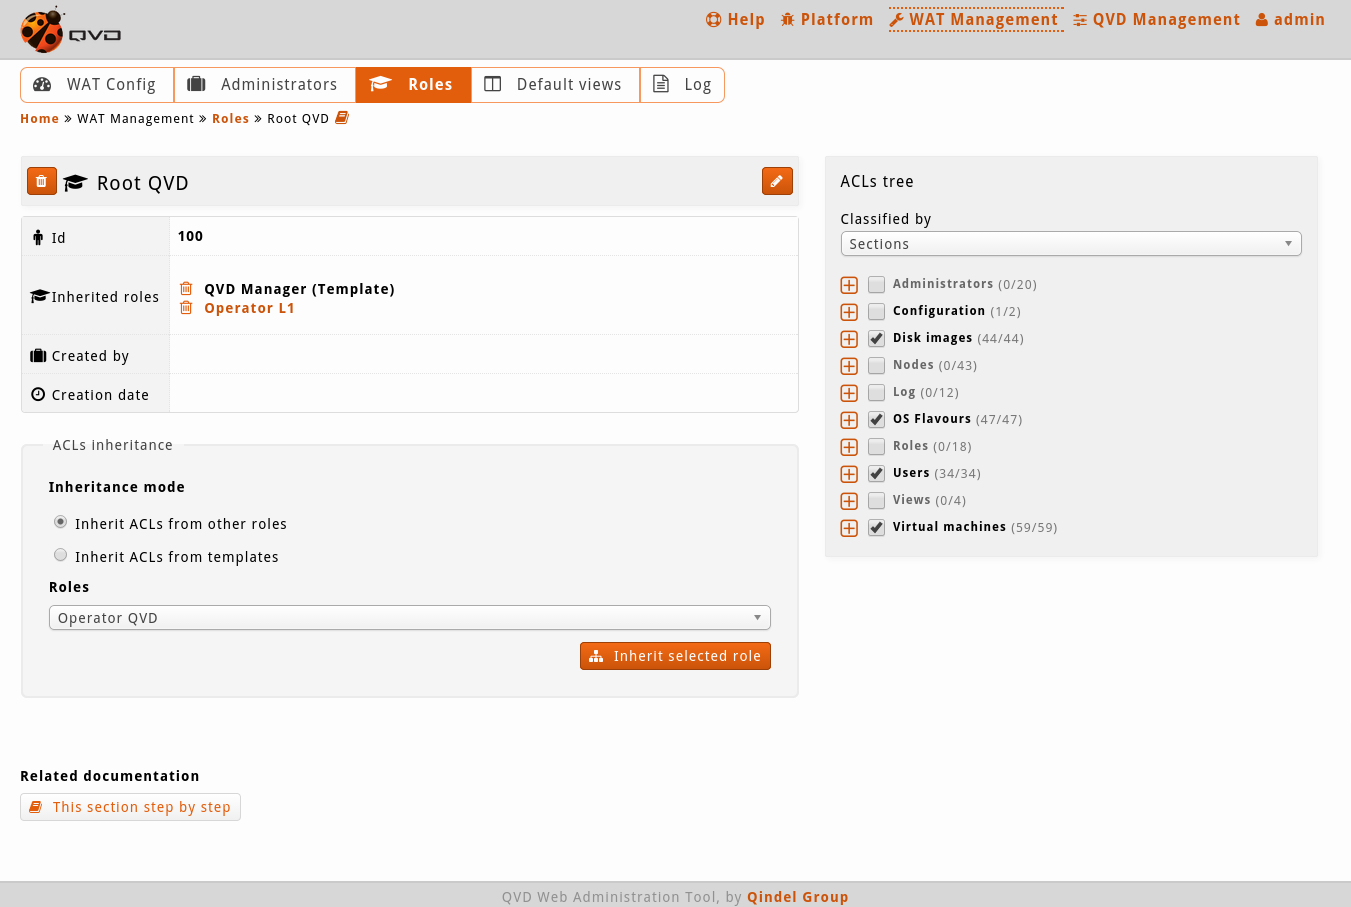 QVD
Help Platform WAT Management QVD Management admin
WAT Config Administrators Roles Default views Log
Home » WAT Management » Roles » Root QVD
Root QVD
Id 100
Inherited roles
QVD Manager (Template)
Operator L1
Created by
Creation date
ACLs inheritance
Inheritance mode
Inherit ACLs from other roles
Inherit ACLs from templates
Roles
Operator QVD
Inherit selected role
ACLs tree
Classified by
Sections
Administrators (0/20)
Configuration (1/2)
Disk images (44/44)
Nodes (0/43)
Log (0/12)
OS Flavours (47/47)
Roles (0/18)
Users (34/34)
Views (0/4)
Virtual machines (59/59)
Related documentation
This section step by step
QVD Web Administration Tool, by Qindel Group